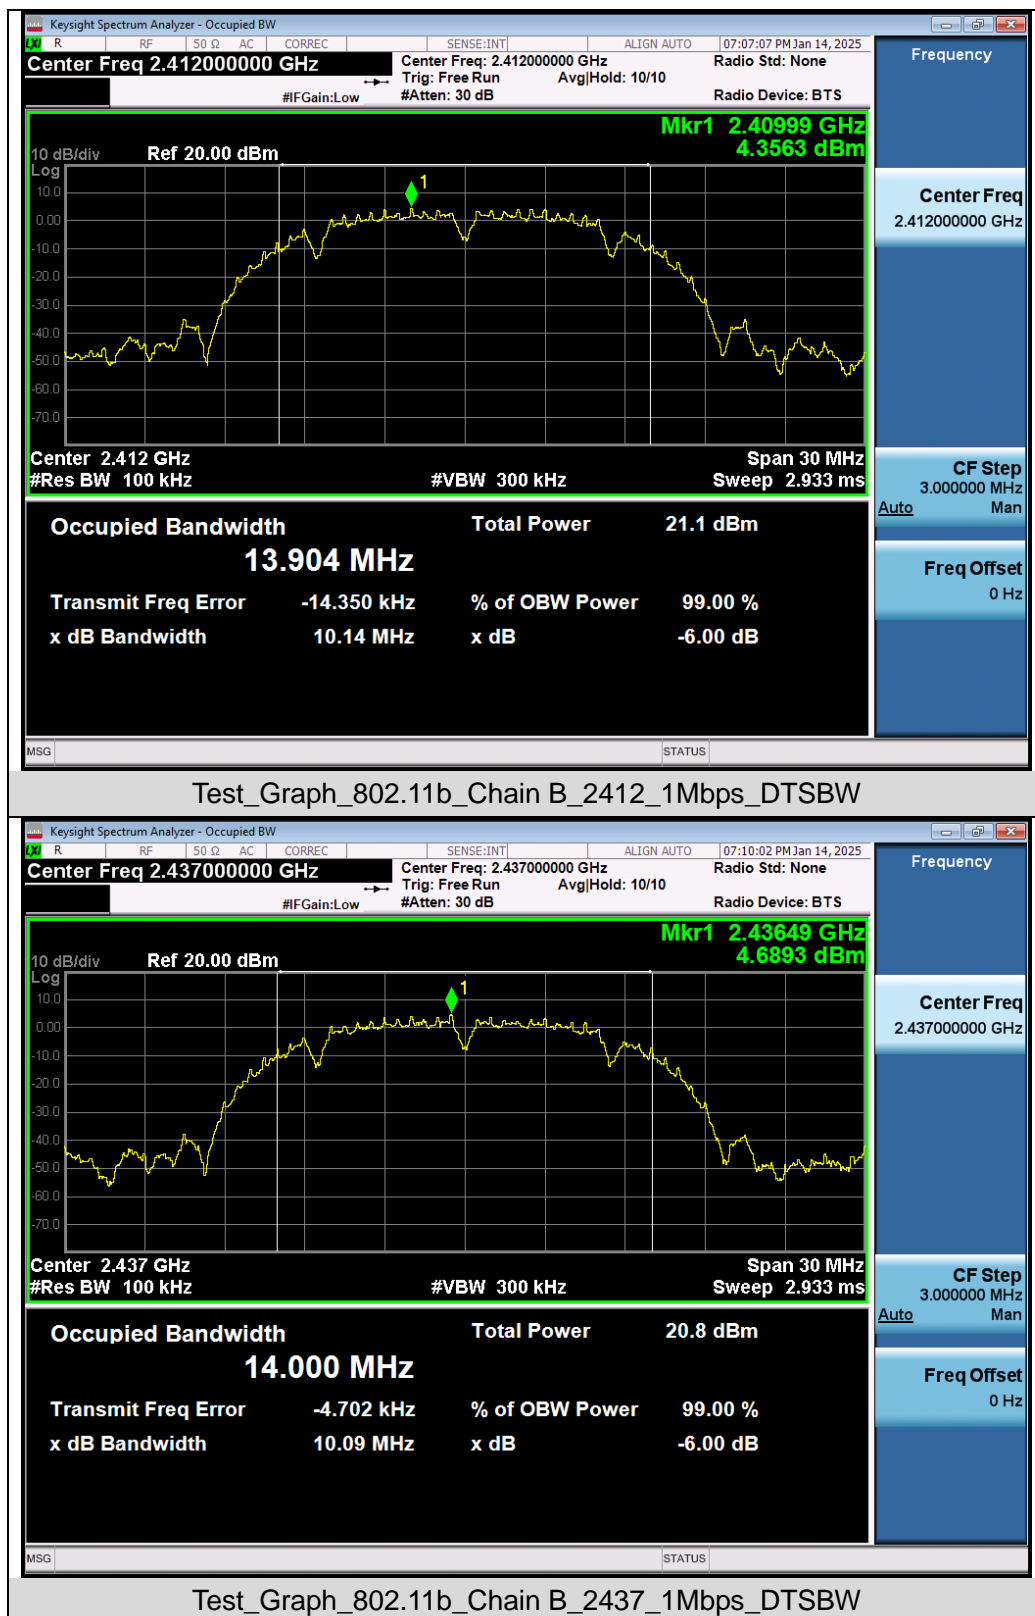 Keysight Spectrum Analyzer - Occupied BW
LXI R RF 50 Ω AC CORREC SENSE:INT ALIGN AUTO 07:07:07 PM Jan 14, 2025
Center Freq 2.412000000 GHz Center Freq: 2.412000000 GHz Radio Std: None Frequency
Trig: Free Run Avg|Hold: 10/10
#IFGain:Low #Atten: 30 dB Radio Device: BTS
Mkr1 2.40999 GHz
10 dB/div Ref 20.00 dBm 4.3563 dBm
Log
1
10.0
Center Freq
2.412000000 GHz
0.00
-10.0
-20.0
-30.0
-40.0
-50.0
-60.0
-70.0
Center 2.412 GHz Span 30 MHz
#Res BW 100 kHz #VBW 300 kHz Sweep 2.933 ms
CF Step
3.000000 MHz
Auto Man
Occupied Bandwidth Total Power 21.1 dBm
13.904 MHz
Freq Offset
0 Hz
Transmit Freq Error -14.350 kHz % of OBW Power 99.00 %
x dB Bandwidth 10.14 MHz x dB -6.00 dB
MSG STATUS
Test_Graph_802.11b_Chain B_2412_1Mbps_DTSBW
Keysight Spectrum Analyzer - Occupied BW
LXI R RF 50 Ω AC CORREC SENSE:INT ALIGN AUTO 07:10:02 PM Jan 14, 2025
Center Freq 2.437000000 GHz Center Freq: 2.437000000 GHz Radio Std: None Frequency
Trig: Free Run Avg|Hold: 10/10
#IFGain:Low #Atten: 30 dB Radio Device: BTS
Mkr1 2.43649 GHz
10 dB/div Ref 20.00 dBm 4.6893 dBm
Log
1
10.0
Center Freq
2.437000000 GHz
0.00
-10.0
-20.0
-30.0
-40.0
-50.0
-60.0
-70.0
Center 2.437 GHz Span 30 MHz
#Res BW 100 kHz #VBW 300 kHz Sweep 2.933 ms
CF Step
3.000000 MHz
Auto Man
Occupied Bandwidth Total Power 20.8 dBm
14.000 MHz
Freq Offset
0 Hz
Transmit Freq Error -4.702 kHz % of OBW Power 99.00 %
x dB Bandwidth 10.09 MHz x dB -6.00 dB
MSG STATUS
Test_Graph_802.11b_Chain B_2437_1Mbps_DTSBW